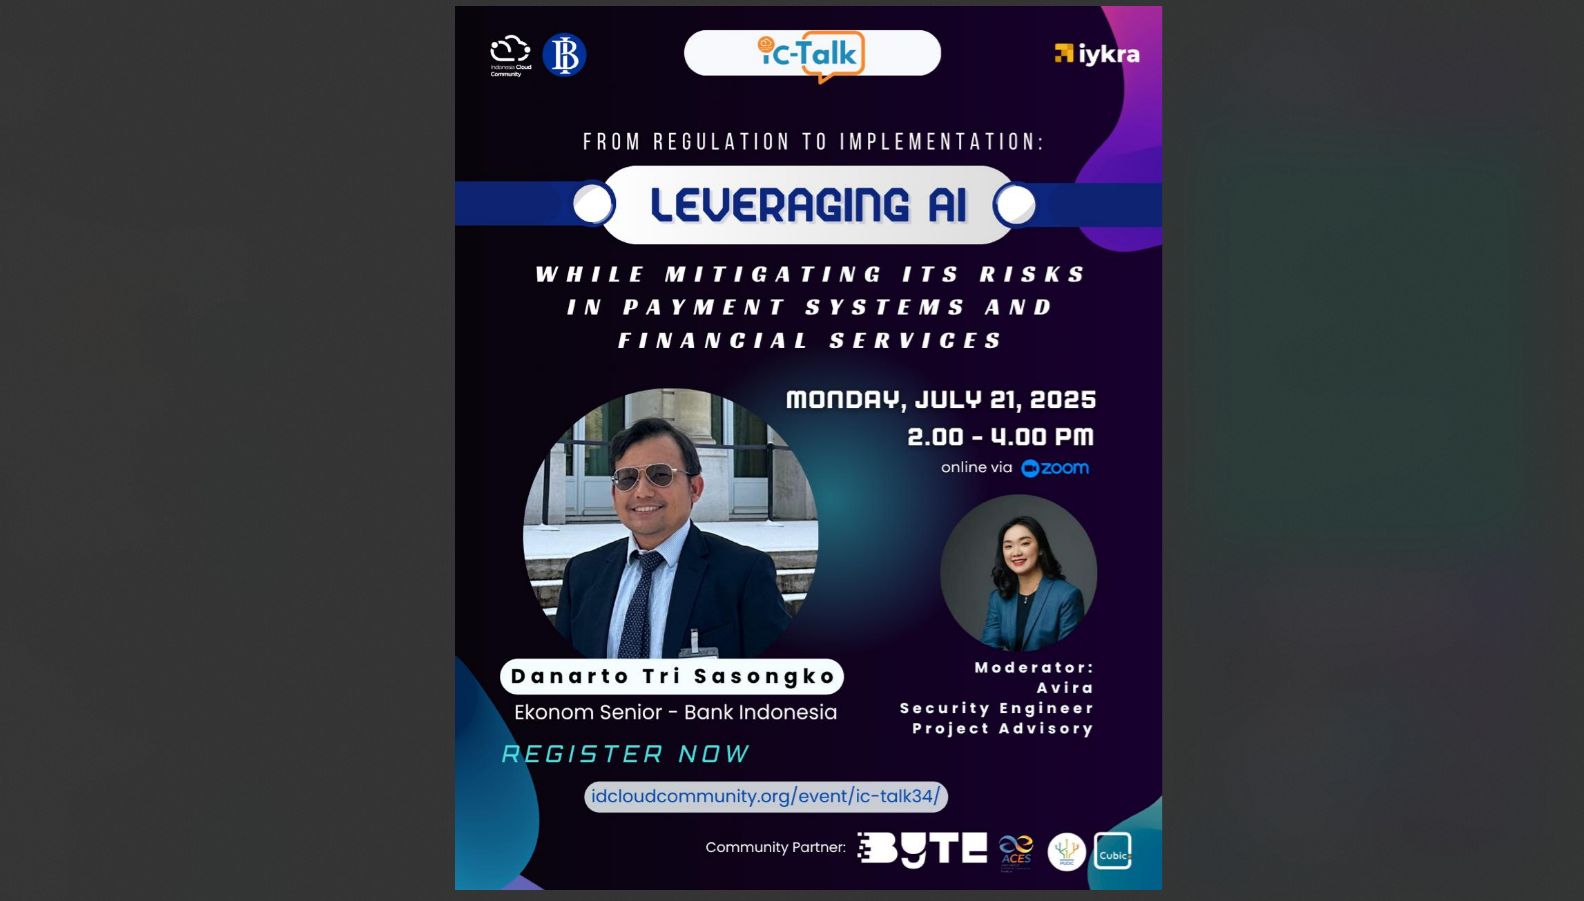 Indonesia Cloud
Community
ic-Talk
iykra
FROM REGULATION TO IMPLEMENTATION:
LEVERAGING AI
WHILE MITIGATING ITS RISKS
IN PAYMENT SYSTEMS AND
FINANCIAL SERVICES
MONDAY, JULY 21, 2025
2.00 - 4.00 PM
online via zoom
Danarto Tri Sasongko
Ekonom Senior - Bank Indonesia
Moderator:
Avira
Security Engineer
Project Advisory
REGISTER NOW
idcloudcommunity.org/event/ic-talk34/
Community Partner:
BYTE
ACES
Cubic